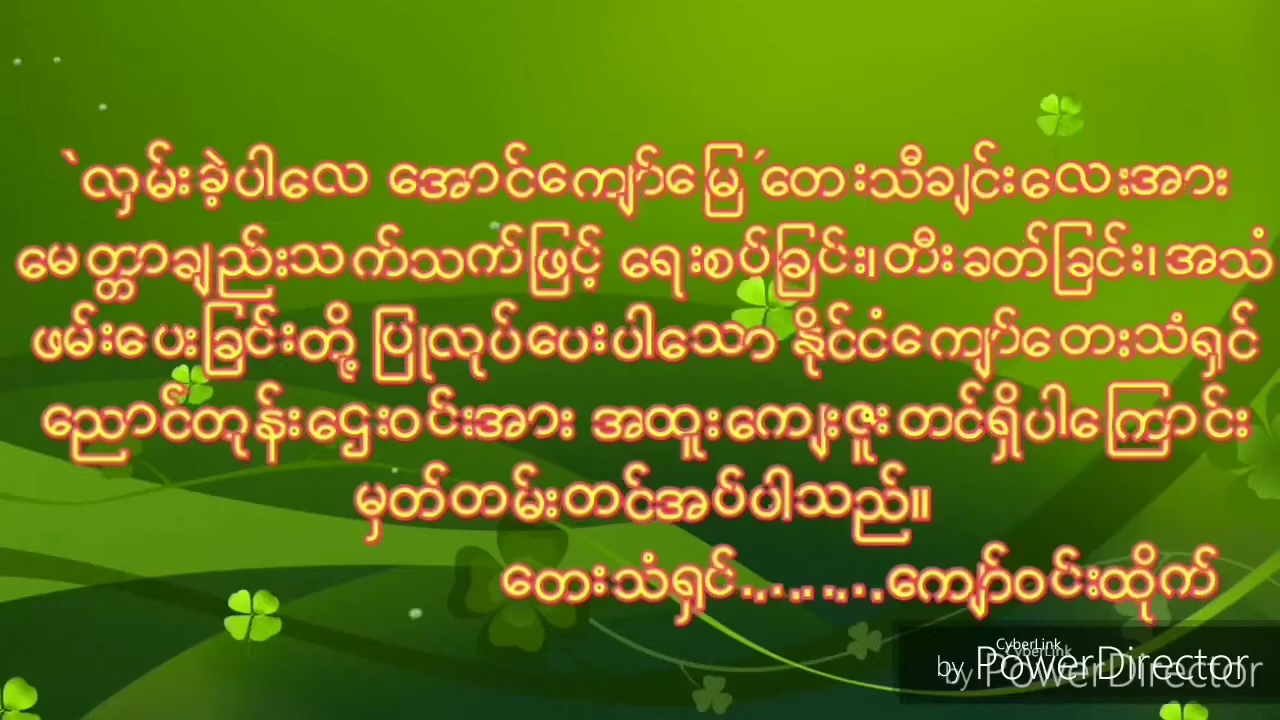 `လှမ်းခဲ့ပါလေ အောင်ကျော်မြေ´တေးသီချင်းလေးအား
မေတ္တာချည်းသက်သက်ဖြင့် ရေးစပ်ခြင်း၊တီးခတ်ခြင်း၊အသံ
ဖမ်းပေးခြင်းတို့ ပြုလုပ်ပေးပါသော နိုင်ငံကျော်တေးသံရှင်
ညောင်တုန်းဌေးဝင်းအား အထူးကျေးဇူးတင်ရှိပါကြောင်း
မှတ်တမ်းတင်အပ်ပါသည်။
တေးသံရှင်.........ကျော်ဝင်းထိုက်
CyberLink
by PowerDirector